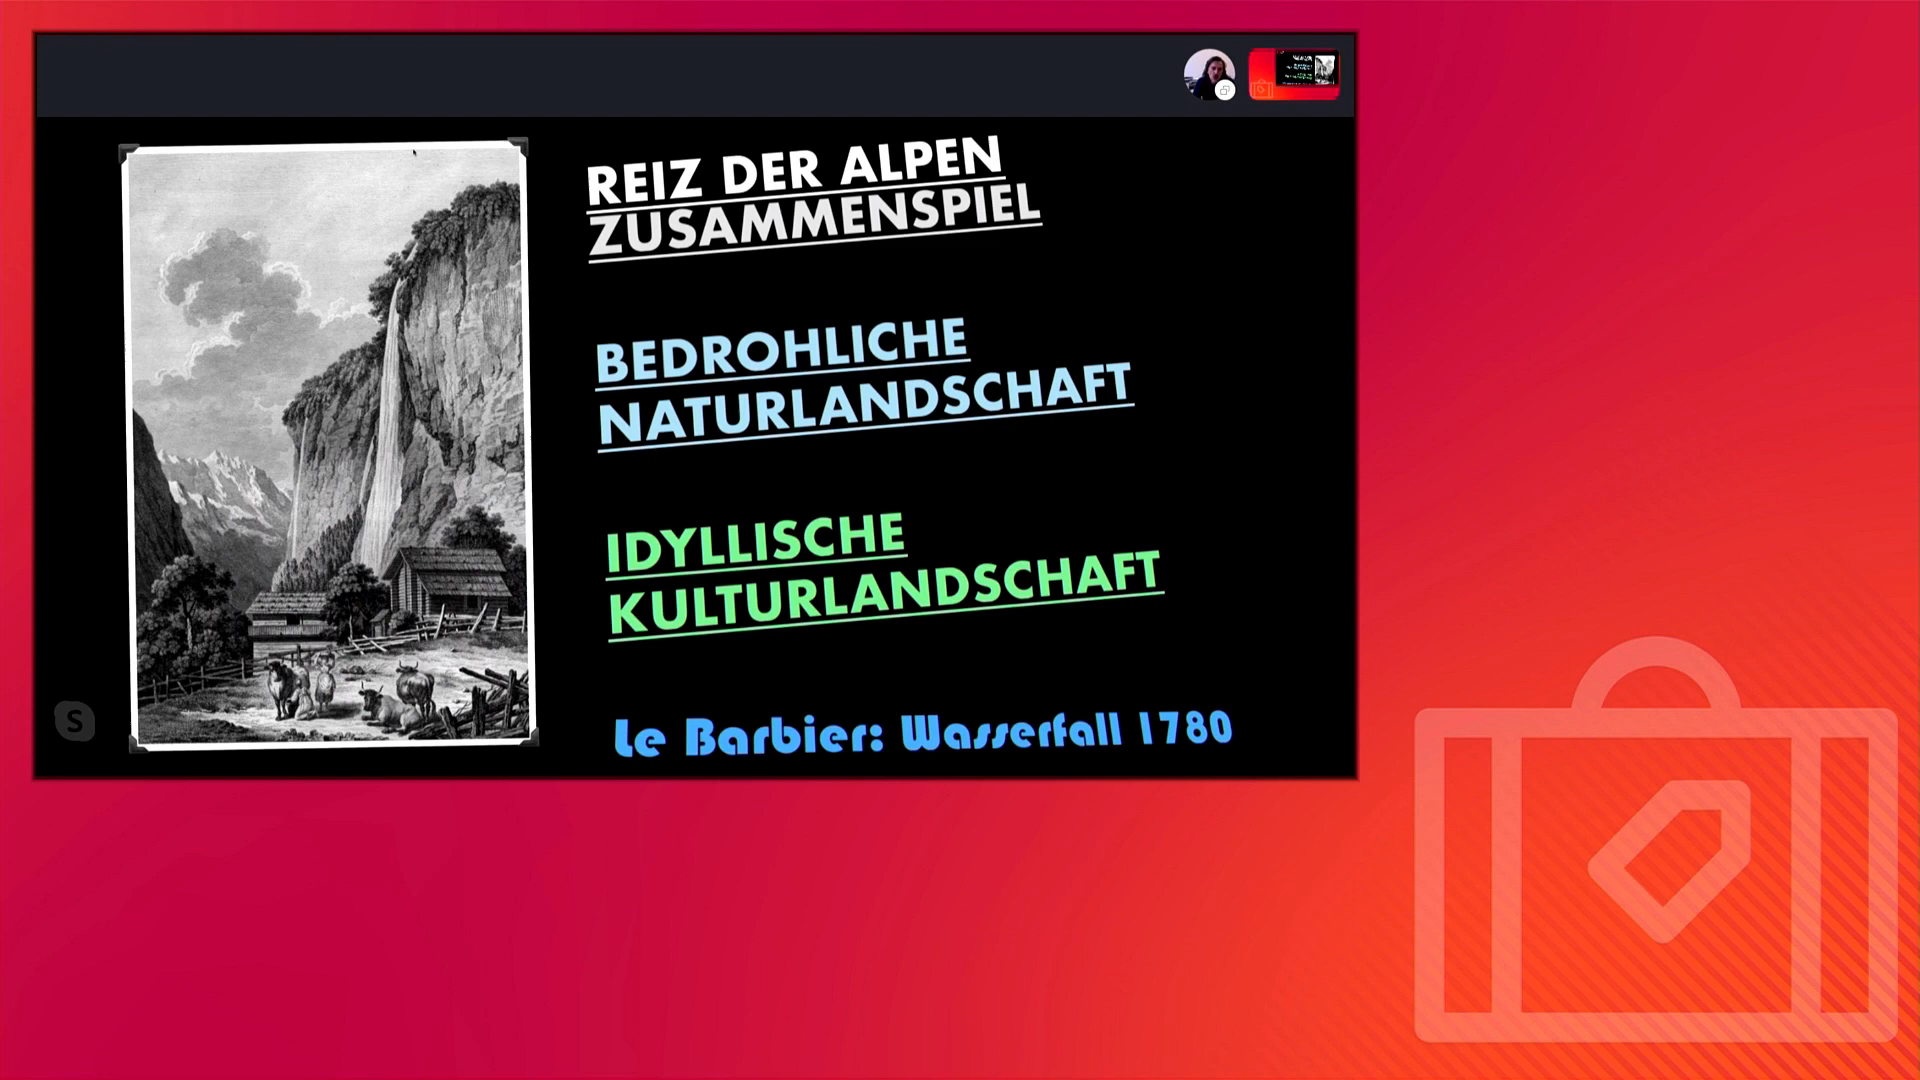 REIZ DER ALPEN
ZUSAMMENSPIEL
BEDROHLICHE
NATURLANDSCHAFT
IDYLLISCHE
KULTURLANDSCHAFT
Le Barbier: Wasserfall 1780
S